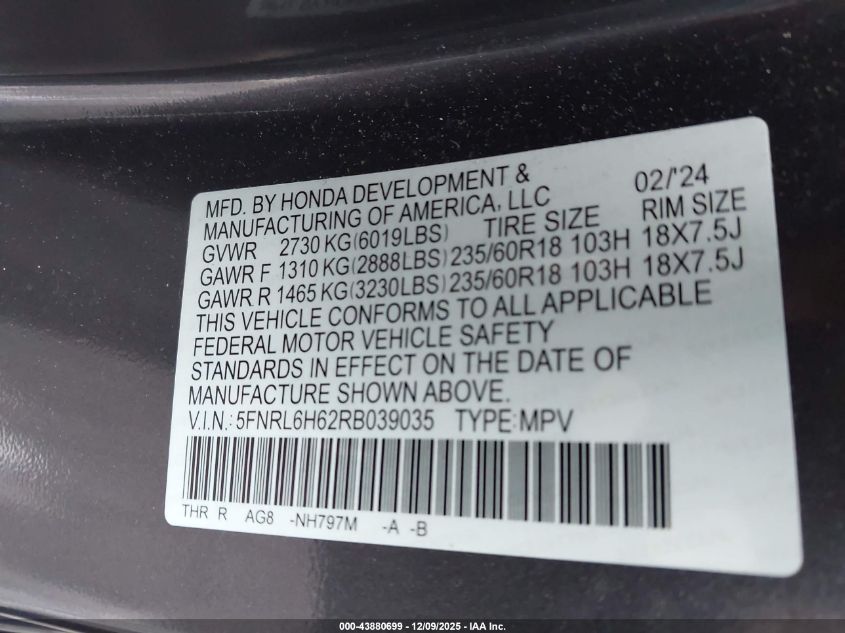 MFD. BY HONDA DEVELOPMENT & 02/'24
MANUFACTURING OF AMERICA, LLC
GVWR 2730 KG(6019LBS) TIRE SIZE RIM SIZE
GAWR F 1310 KG(2888LBS) 235/60R18 103H 18X7.5J
GAWR R 1465 KG(3230LBS) 235/60R18 103H 18X7.5J
THIS VEHICLE CONFORMS TO ALL APPLICABLE
FEDERAL MOTOR VEHICLE SAFETY
STANDARDS IN EFFECT ON THE DATE OF
MANUFACTURE SHOWN ABOVE.
V.I.N.: 5FNRL6H62RB039035 TYPE:MPV
THR R AG8 -NH797M -A -B
000-43880699 | 12/09/2025 - IAA Inc.